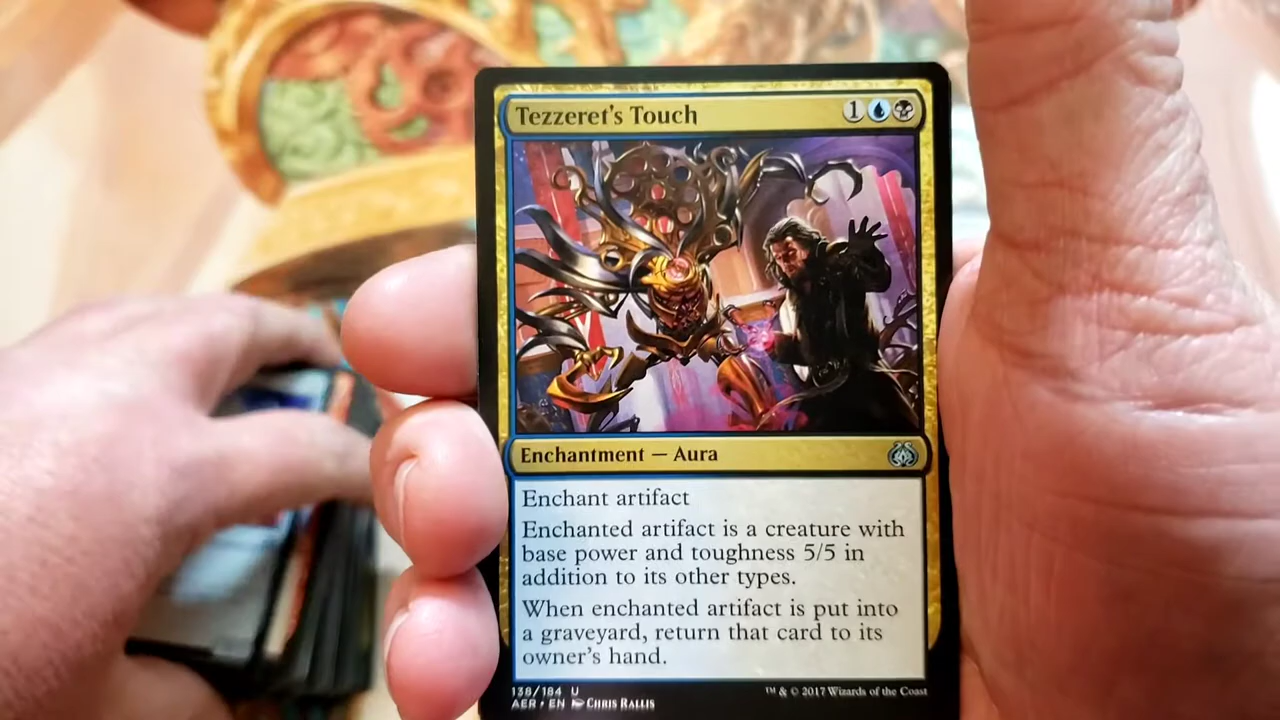 Tezzeret's Touch 1
Enchantment — Aura
Enchant artifact
Enchanted artifact is a creature with
base power and toughness 5/5 in
addition to its other types.
When enchanted artifact is put into
a graveyard, return that card to its
owner's hand.
138/184 U
AER • EN Chris Rallis
™ & © 2017 Wizards of the Coast